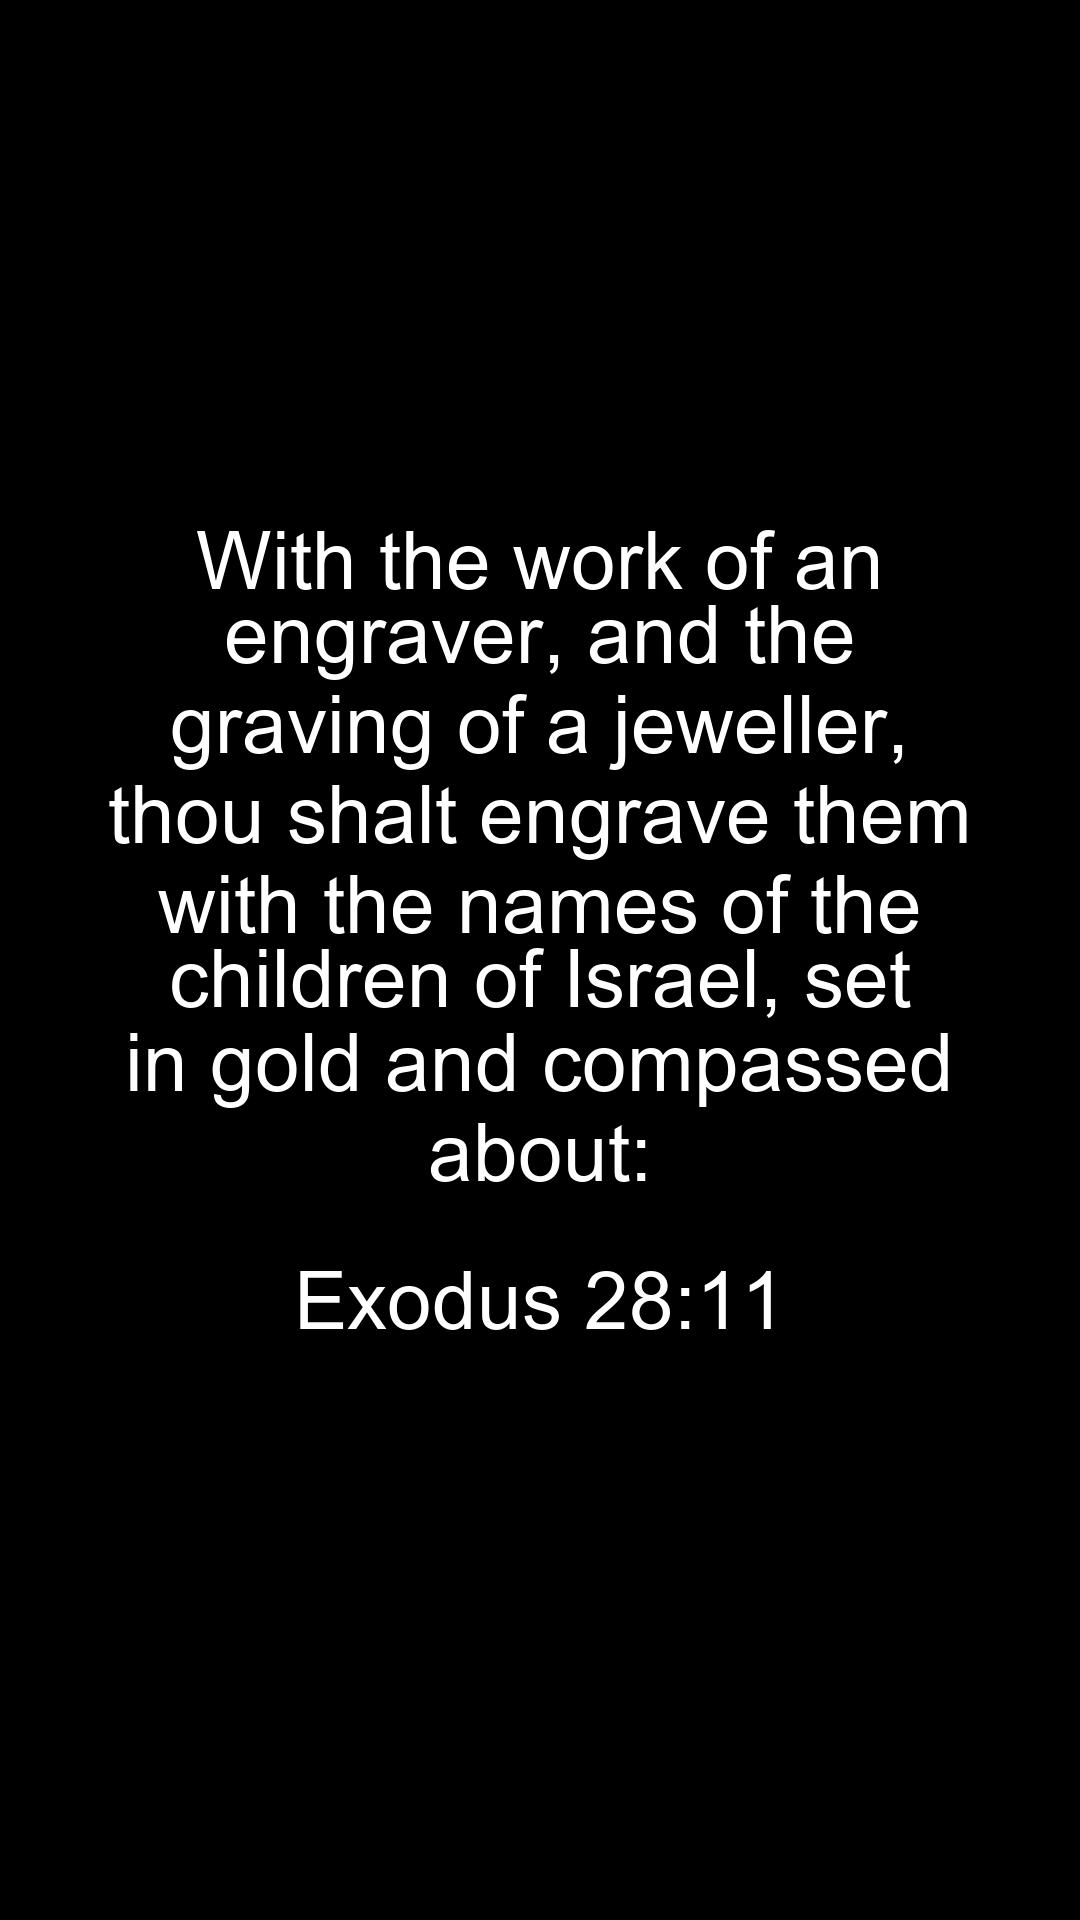 With the work of an
engraver, and the
graving of a jeweller,
thou shalt engrave them
with the names of the
children of Israel, set
in gold and compassed
about:
Exodus 28:11